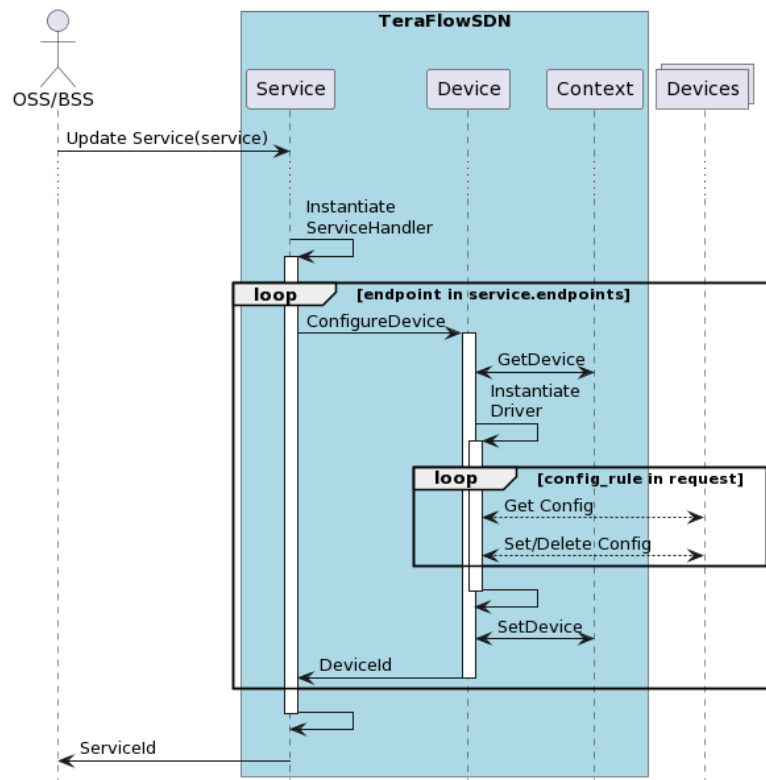 TeraFlowSDN
OSS/BSS
Service
Device
Context
Devices
Update Service(service)
Instantiate
ServiceHandler
loop
[endpoint in service.endpoints]
ConfigureDevice
GetDevice
Instantiate
Driver
loop
[config_rule in request]
Get Config
Set/Delete Config
SetDevice
DeviceId
ServiceId